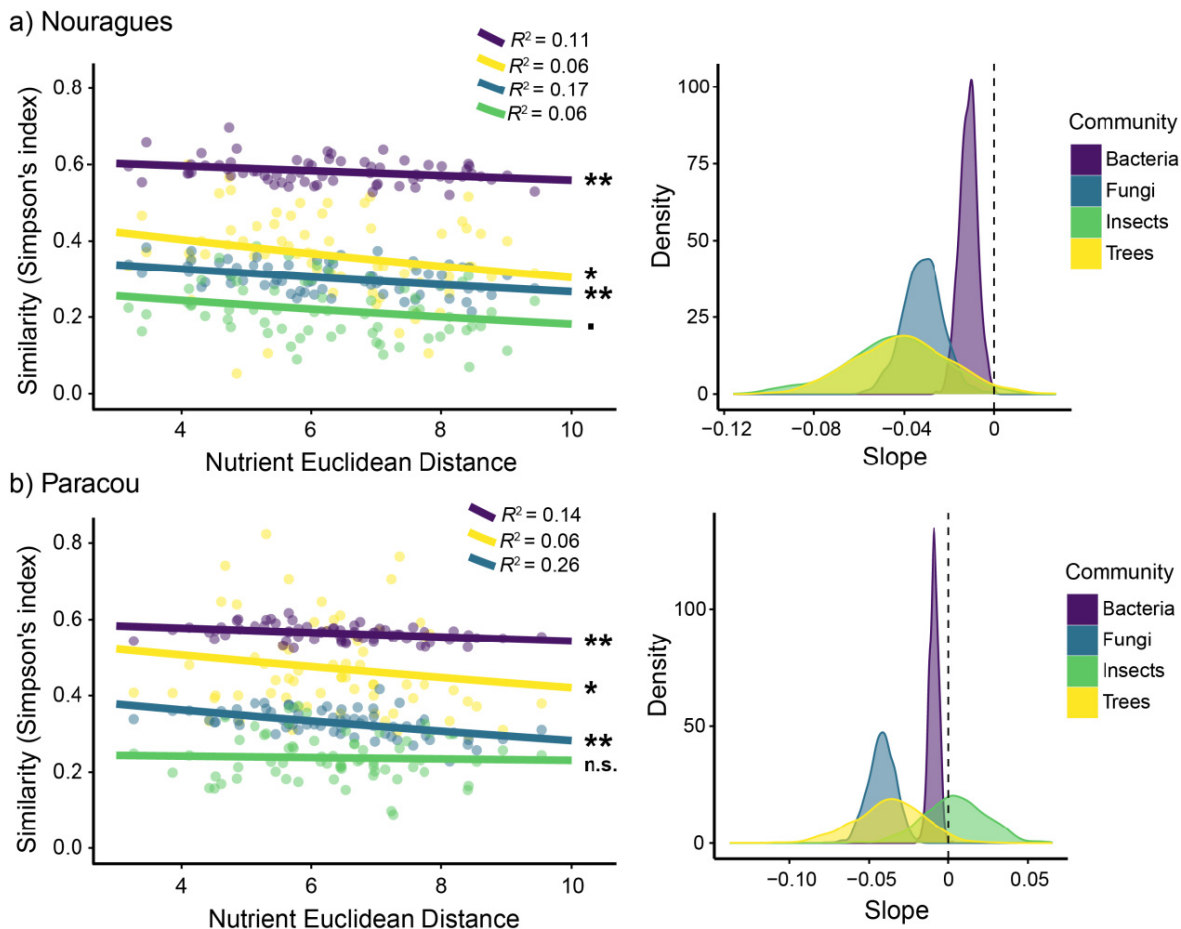 a) Nouragues
R² = 0.11
R² = 0.06
R² = 0.17
R² = 0.06
Similarity (Simpson's index)
0.8
0.6
0.4
0.2
0.0
**
*
**
.
4 6 8 10
Nutrient Euclidean Distance
Density
100
75
50
25
0
−0.12 −0.08 −0.04 0
Slope
Community
Bacteria
Fungi
Insects
Trees
b) Paracou
R² = 0.14
R² = 0.06
R² = 0.26
Similarity (Simpson's index)
0.8
0.6
0.4
0.2
0.0
**
*
**
n.s.
4 6 8 10
Nutrient Euclidean Distance
Density
100
50
0
−0.10 −0.05 0 0.05
Slope
Community
Bacteria
Fungi
Insects
Trees